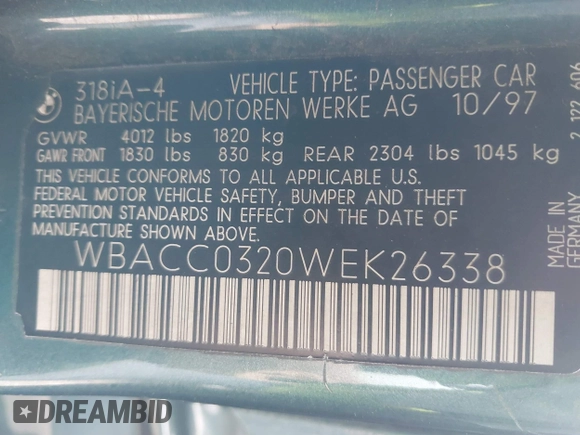 318iA-4 VEHICLE TYPE: PASSENGER CAR
BAYERISCHE MOTOREN WERKE AG 10/97
GVWR 4012 lbs 1820 kg
GAWR FRONT 1830 lbs 830 kg REAR 2304 lbs 1045 kg
THIS VEHICLE CONFORMS TO ALL APPLICABLE U.S.
FEDERAL MOTOR VEHICLE SAFETY, BUMPER AND THEFT
PREVENTION STANDARDS IN EFFECT ON THE DATE OF
MANUFACTURE SHOWN ABOVE.
WBACC0320WEK26338
MADE IN
GERMANY
DREAMBID